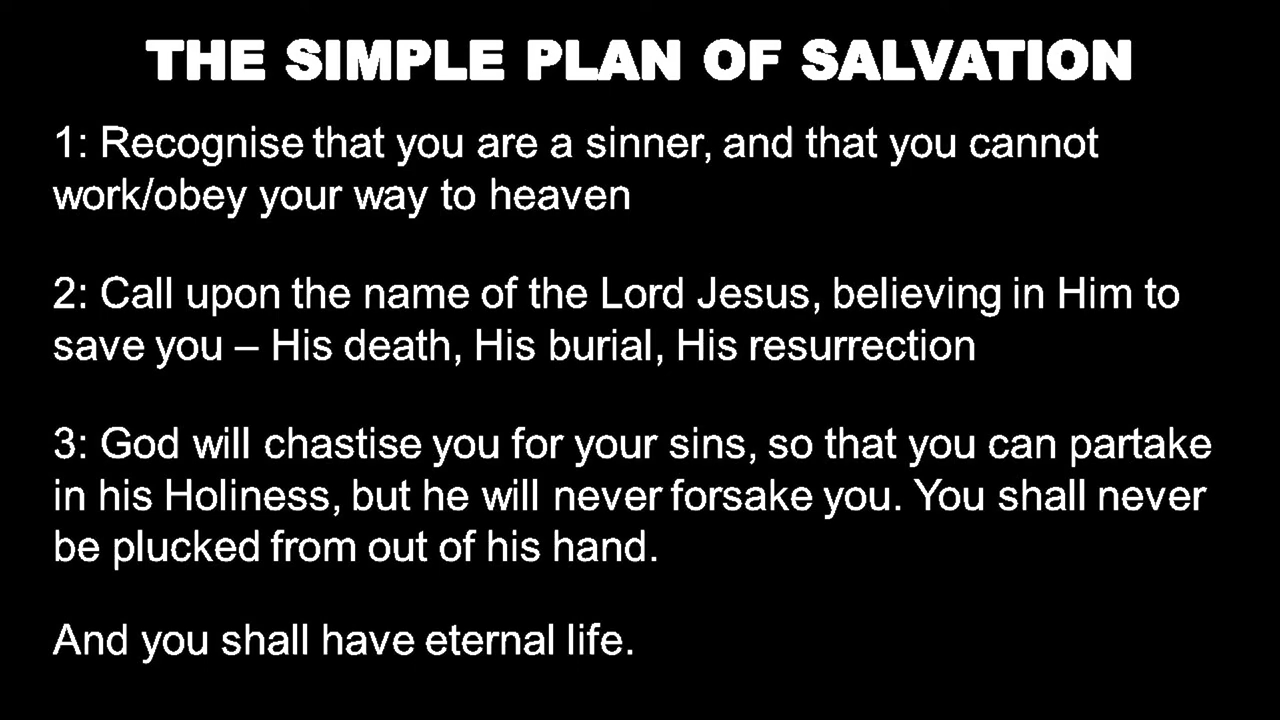 THE SIMPLE PLAN OF SALVATION
1: Recognise that you are a sinner, and that you cannot
work/obey your way to heaven
2: Call upon the name of the Lord Jesus, believing in Him to
save you – His death, His burial, His resurrection
3: God will chastise you for your sins, so that you can partake
in his Holiness, but he will never forsake you. You shall never
be plucked from out of his hand.
And you shall have eternal life.